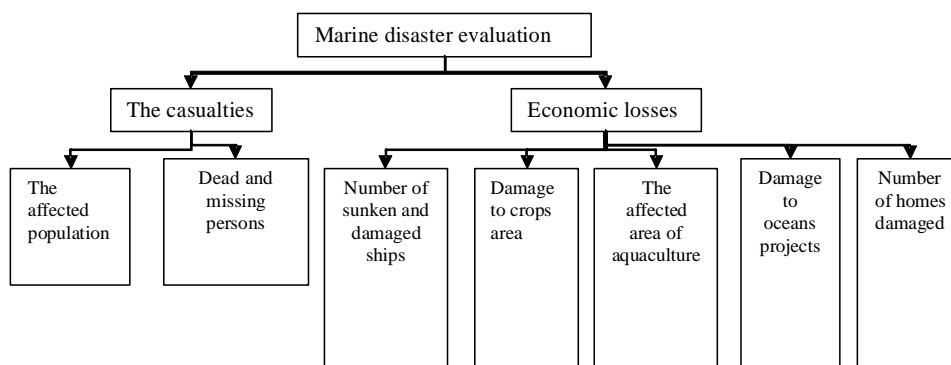 Marine disaster evaluation
The casualties
Economic losses
The
affected
population
Dead and
missing
persons
Number of
sunken and
damaged
ships
Damage
to crops
area
The
affected
area of
aquaculture
Damage
to
oceans
projects
Number
of homes
damaged